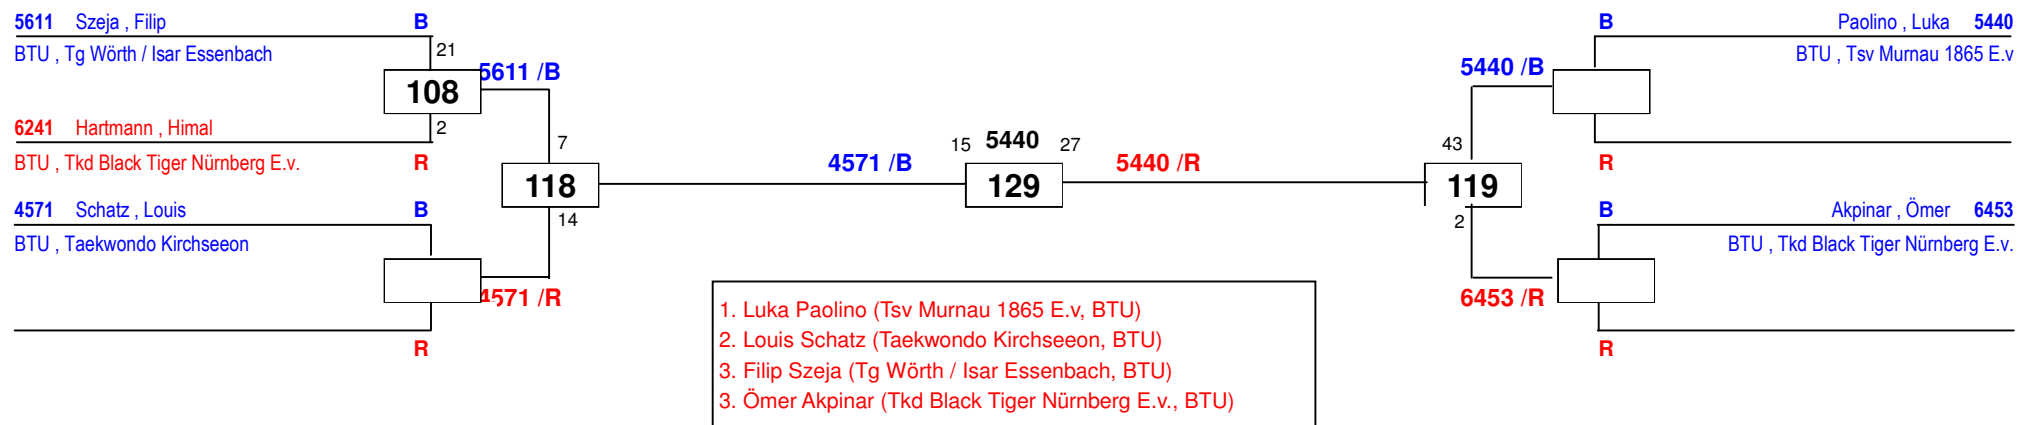 5611 Szeja , Filip B
BTU , Tg Wörth / Isar Essenbach
21
108
5611 /B
2
6241 Hartmann , Himal
BTU , Tkd Black Tiger Nürnberg E.v. R
7
118
14
4571 Schatz , Louis B
BTU , Taekwondo Kirchseeon
4571 /R
R
4571 /B
15 5440 27
129
5440 /R
B Paolino , Luka 5440
BTU , Tsv Murnau 1865 E.v
5440 /B
43
R
119
2
B Akpinar , Ömer 6453
BTU , Tkd Black Tiger Nürnberg E.v.
6453 /R
R
1. Luka Paolino (Tsv Murnau 1865 E.v, BTU)
2. Louis Schatz (Taekwondo Kirchseeon, BTU)
3. Filip Szeja (Tg Wörth / Isar Essenbach, BTU)
3. Ömer Akpinar (Tkd Black Tiger Nürnberg E.v., BTU)